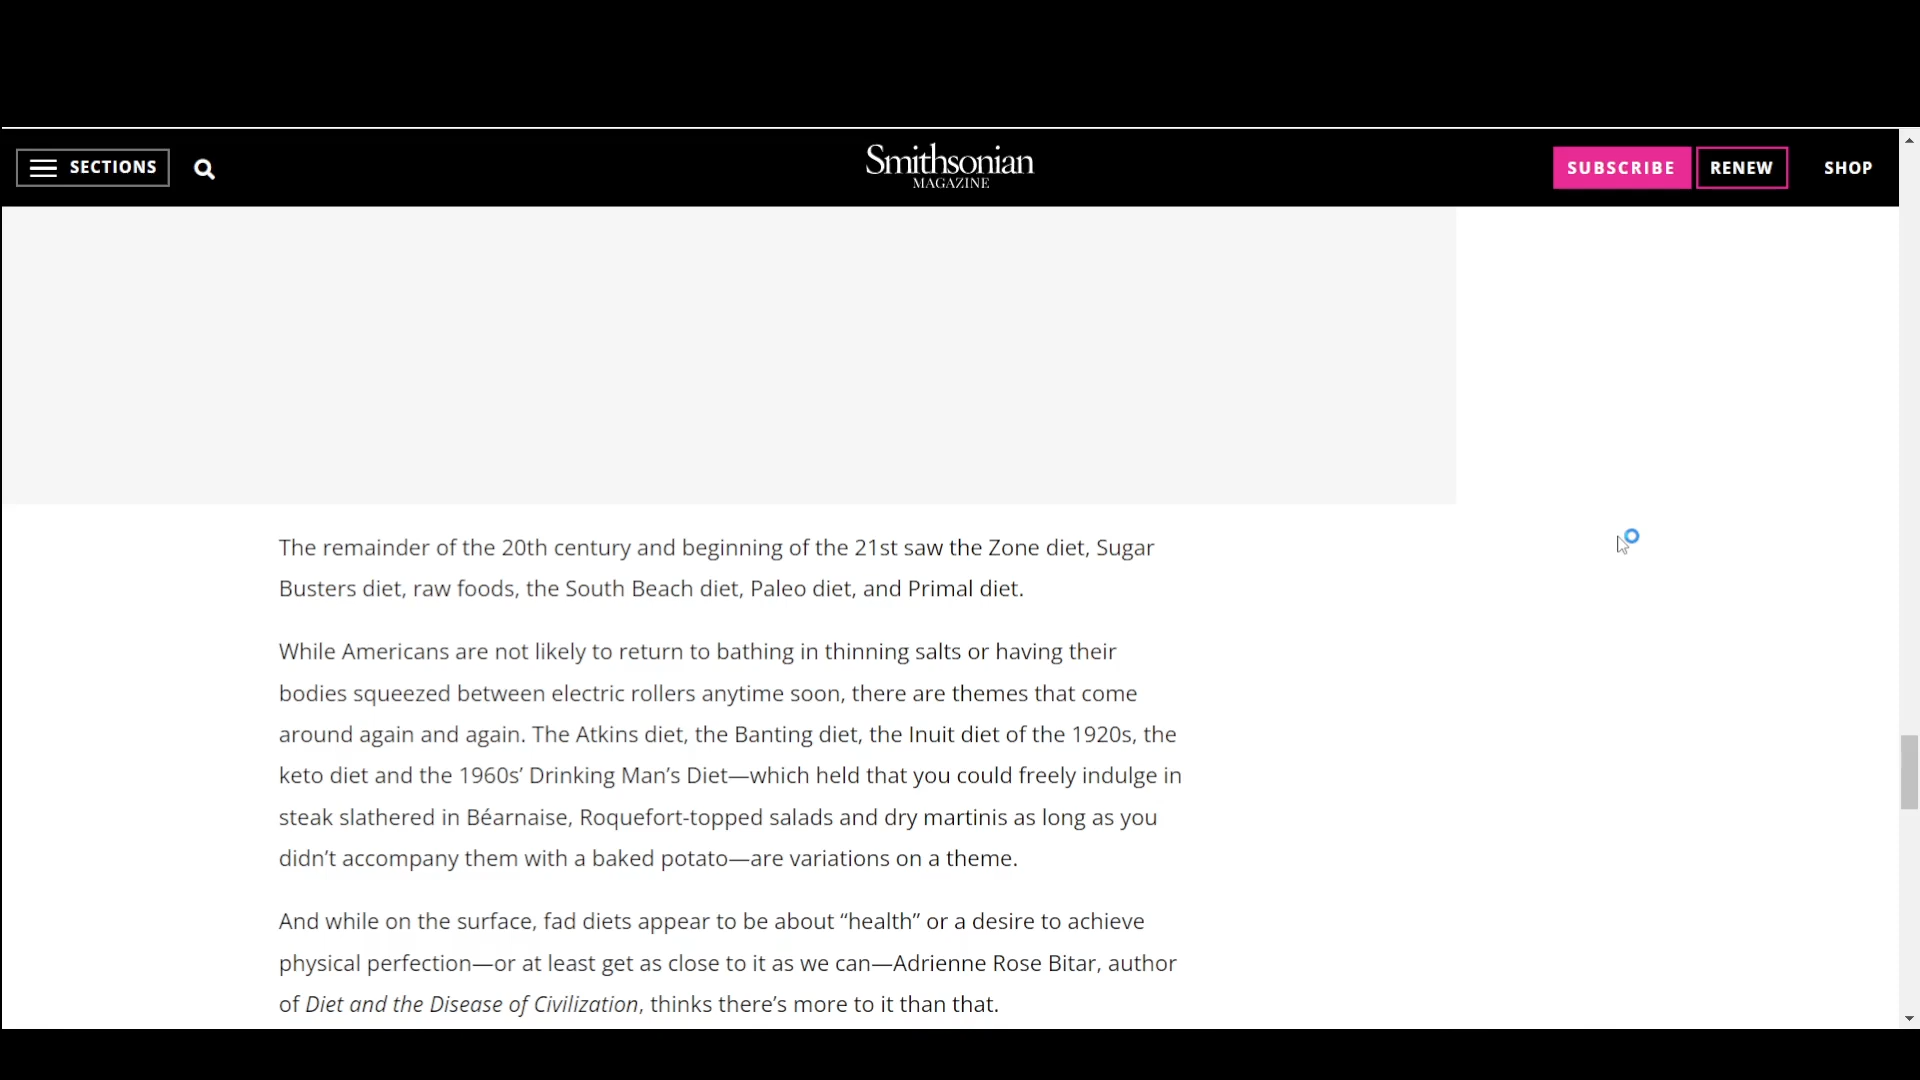 SECTIONS
Smithsonian
MAGAZINE
SUBSCRIBE
RENEW
SHOP
The remainder of the 20th century and beginning of the 21st saw the Zone diet, Sugar
Busters diet, raw foods, the South Beach diet, Paleo diet, and Primal diet.
While Americans are not likely to return to bathing in thinning salts or having their
bodies squeezed between electric rollers anytime soon, there are themes that come
around again and again. The Atkins diet, the Banting diet, the Inuit diet of the 1920s, the
keto diet and the 1960s’ Drinking Man’s Diet—which held that you could freely indulge in
steak slathered in Béarnaise, Roquefort-topped salads and dry martinis as long as you
didn’t accompany them with a baked potato—are variations on a theme.
And while on the surface, fad diets appear to be about “health” or a desire to achieve
physical perfection—or at least get as close to it as we can—Adrienne Rose Bitar, author
of Diet and the Disease of Civilization, thinks there’s more to it than that.